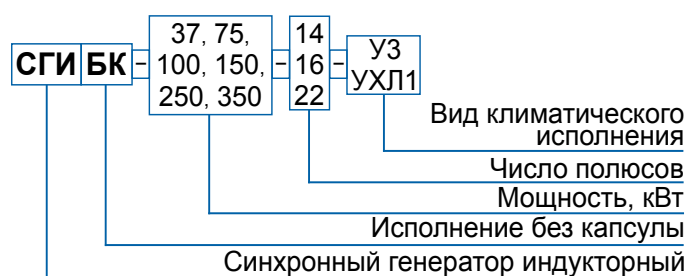 СГИ БК - 37, 75, 100, 150, 250, 350 - 14 16 22 - У3 УХЛ1
Вид климатического
исполнения
Число полюсов
Мощность, кВт
Исполнение без капсулы
Синхронный генератор индукторный